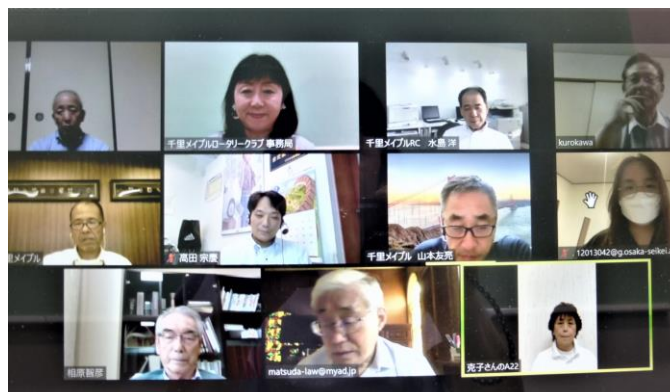 千里メイプルロータリークラブ 事務局
千里メイプルRC 水島 洋
kurokawa
里メイプル
高田 宗慶
千里メイプル 山本友亮
12013042@g.osaka-seikei.
相原智彦
matsuda-law@myad.jp
克子さんのA22